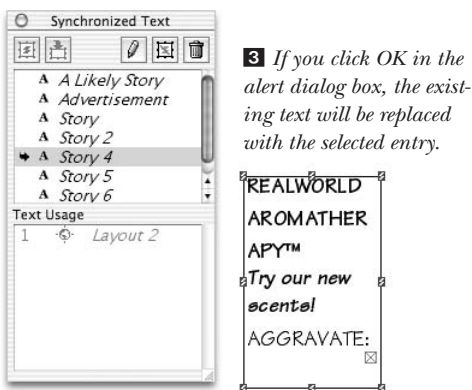 Synchronized Text
A A Likely Story
A Advertisement
A Story
A Story 2
A Story 4
A Story 5
A Story 6
Text Usage
1 Layout 2
3 If you click OK in the
alert dialog box, the exist-
ing text will be replaced
with the selected entry.
REALWORLD
AROMATHER
APY™
Try our new
scents!
AGGRAVATE: